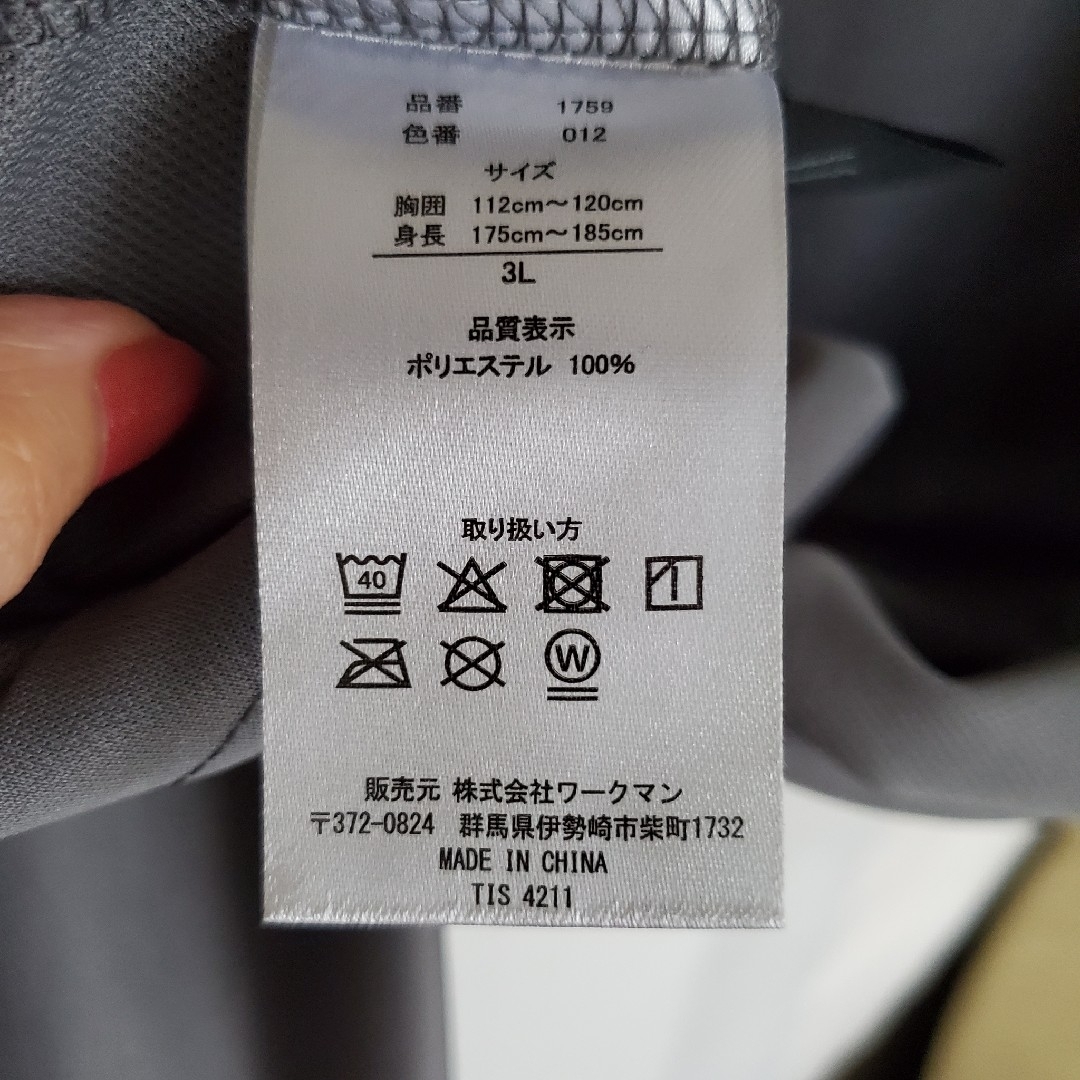 品番 1759
色番 012
サイズ
胸囲 112cm～120cm
身長 175cm～185cm
3L
品質表示
ポリエステル 100%
取り扱い方
40
W
販売元 株式会社ワークマン
〒372-0824 群馬県伊勢崎市柴町1732
MADE IN CHINA
TIS 4211